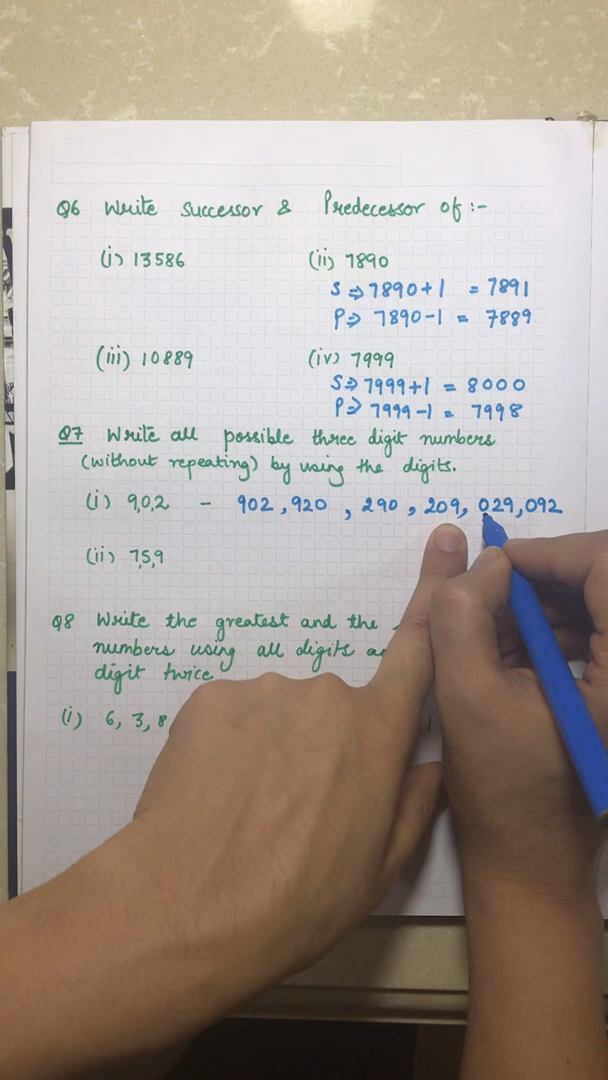 Q6 Write Successor & Predecessor of :-
(i) 13586 (ii) 7890
S ⇒ 7890+1 = 7891
P ⇒ 7890-1 = 7889
(iii) 10889 (iv) 7999
S ⇒ 7999+1 = 8000
P ⇒ 7999-1 = 7998
Q7 Write all possible three digit numbers
(without repeating) by using the digits.
(i) 9,0,2 - 902, 920, 290, 209, 029, 092
(ii) 7,5,9
Q8 Write the greatest and the
numbers using all digits
digit twice
(i) 6, 3, 8